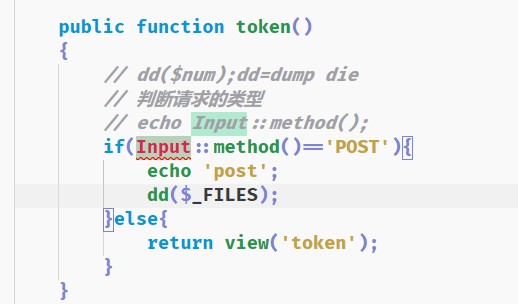 public function token()
{
// dd($num);dd=dump die
// 判断请求的类型
// echo Input::method();
if(Input::method()=='POST'){
echo 'post';
dd($_FILES);
}else{
return view('token');
}
}